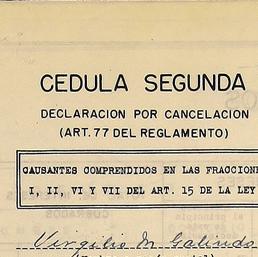 CEDULA SEGUNDA
DECLARACION POR CANCELACION
(ART. 77 DEL REGLAMENTO)
CAUSANTES COMPRENDIDOS EN LAS FRACCIONE
I, II, VI Y VII DEL ART. 15 DE LA LEY
Virgilio M Galindo